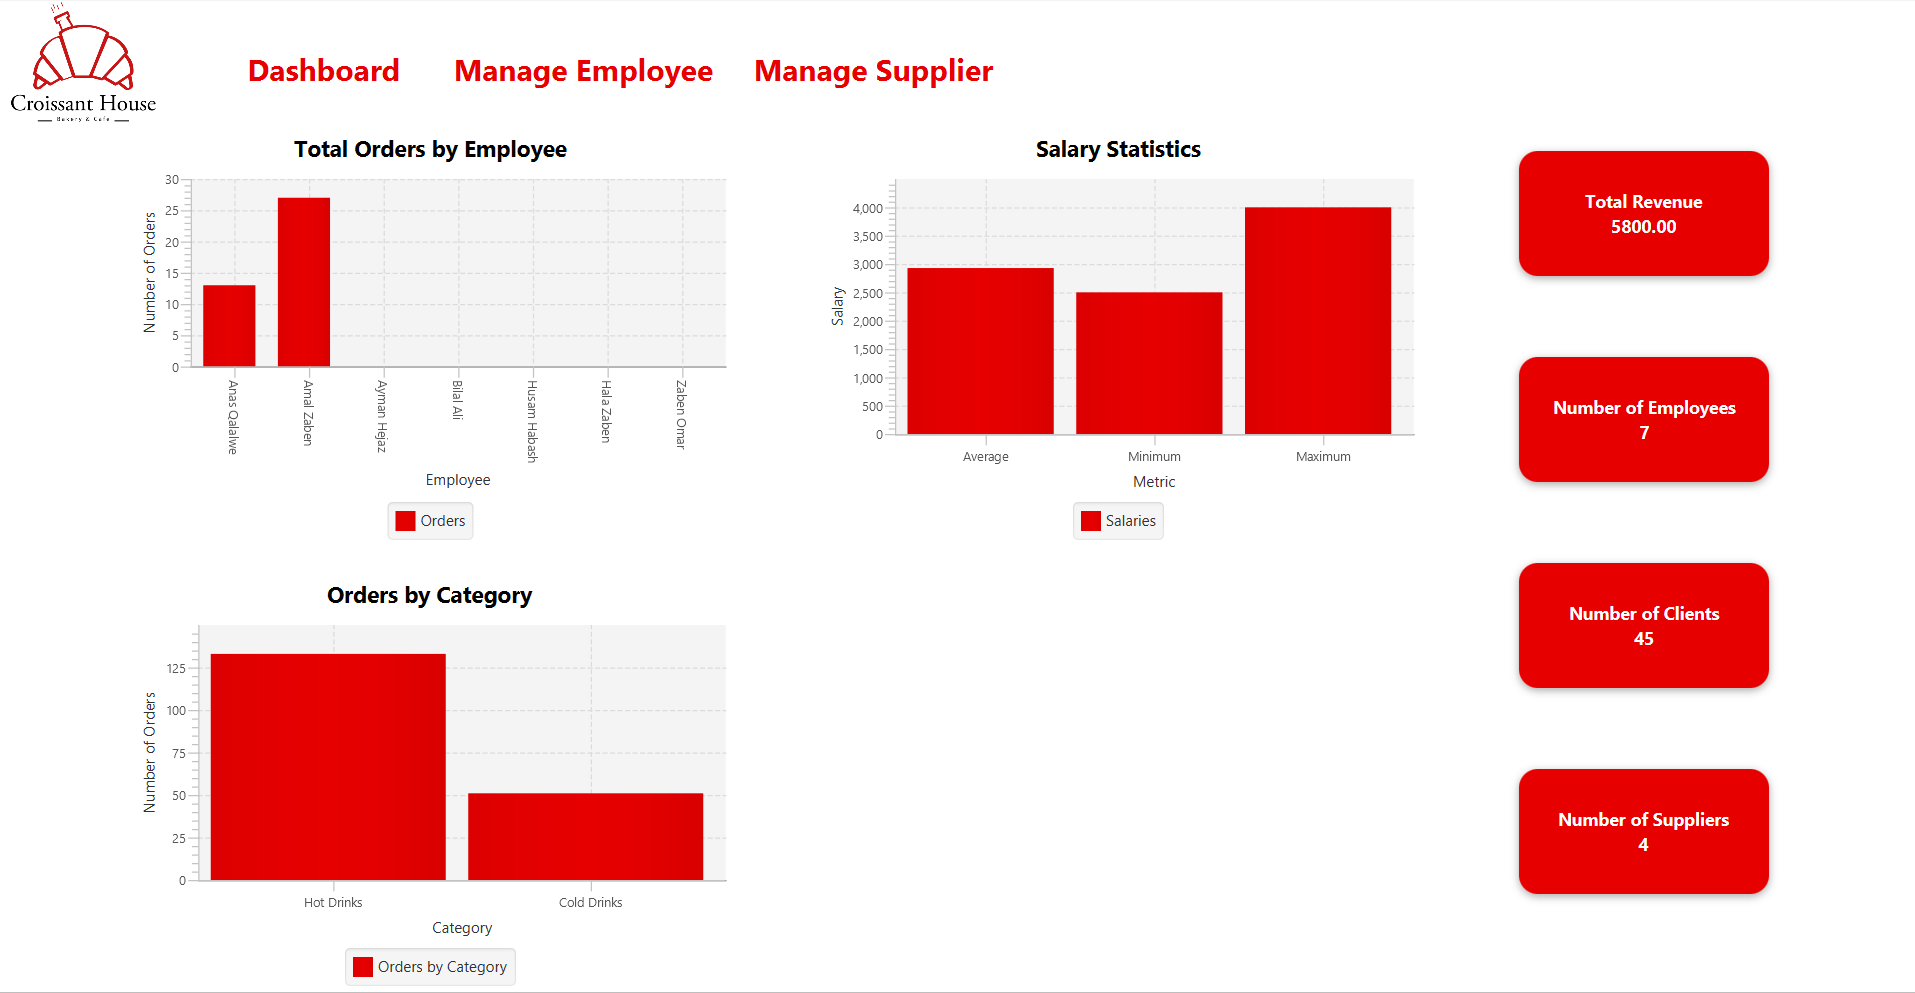 Croissant House
Bakery & Cafe
Dashboard
Manage Employee
Manage Supplier
Total Orders by Employee
30
25
20
15
10
5
0
Number of Orders
Anas Qalalwe
Amal Zaben
Ayman Hejaz
Bilal Ali
Husam Habash
Hala Zaben
Zaben Omar
Employee
Orders
Salary Statistics
4,000
3,500
3,000
2,500
2,000
1,500
1,000
500
0
Salary
Average
Minimum
Maximum
Metric
Salaries
Orders by Category
125
100
75
50
25
0
Number of Orders
Hot Drinks
Cold Drinks
Category
Orders by Category
Total Revenue
5800.00
Number of Employees
7
Number of Clients
45
Number of Suppliers
4